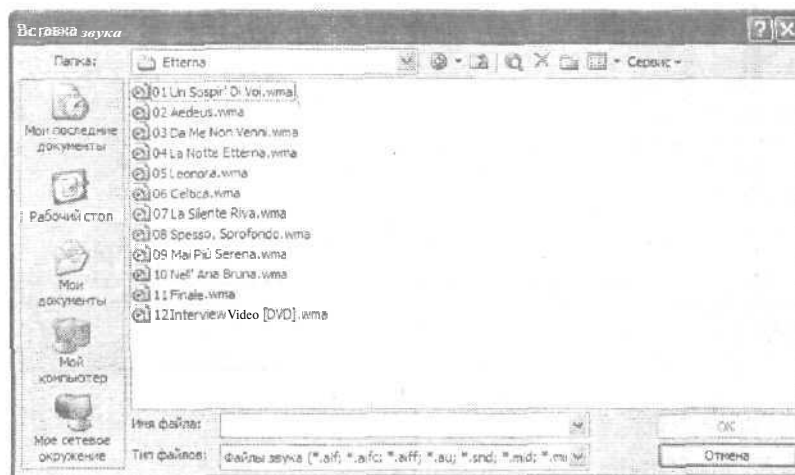 Вставка звука
Папка: Etterna Сервис
01 Un Sospir' Di Voi.wma
02 Aedeus.wma
03 Da Me Non Venni.wma
04 La Notte Etterna.wma
05 Leonora.wma
06 Celtica.wma
07 La Silente Riva.wma
08 Spesso, Sprofondo.wma
09 Mai Più Serena.wma
10 Nell' Aria Bruna.wma
11 Finale.wma
12 Interview Video [DVD].wma
Мои последние
документы
Рабочий стол
Мои
документы
Мой
компьютер
Мое сетевое
окружение
Имя файла: OK
Тип файлов: Файлы звука (*.aif; *.aifc; *.aiff; *.au; *.snd; *.mid; Отмена